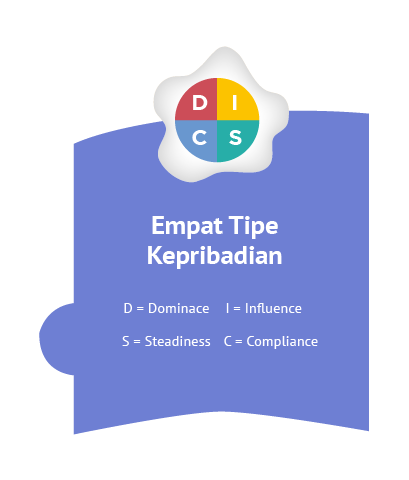 D I
C S
Empat Tipe
Kepribadian
D = Dominace I = Influence
S = Steadiness C = Compliance